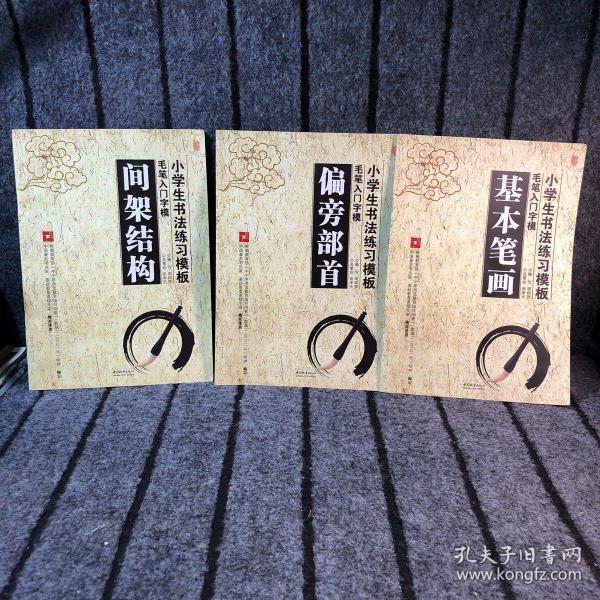 小学生书法练习模板
毛笔入门字模
间架结构
小学生书法练习模板
毛笔入门字模
偏旁部首
小学生书法练习模板
毛笔入门字模
基本笔画
孔夫子旧书网
www.kongfz.com